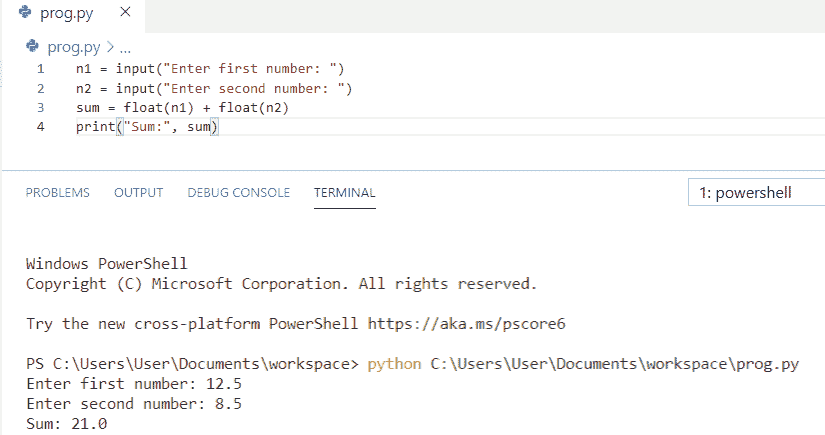 prog.py ×
prog.py > ...
1 n1 = input("Enter first number: ")
2 n2 = input("Enter second number: ")
3 sum = float(n1) + float(n2)
4 print("Sum:", sum)
PROBLEMS OUTPUT DEBUG CONSOLE TERMINAL 1: powershell
Windows PowerShell
Copyright (C) Microsoft Corporation. All rights reserved.
Try the new cross-platform PowerShell https://aka.ms/pscore6
PS C:\Users\User\Documents\workspace> python C:\Users\User\Documents\workspace\prog.py
Enter first number: 12.5
Enter second number: 8.5
Sum: 21.0